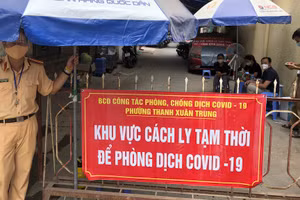 BCĐ CÔNG TÁC PHÒNG, CHỐNG DỊCH COVID - 19
PHƯỜNG THANH XUÂN TRUNG
KHU VỰC CÁCH LY TẠM THỜI
ĐỂ PHÒNG DỊCH COVID -19